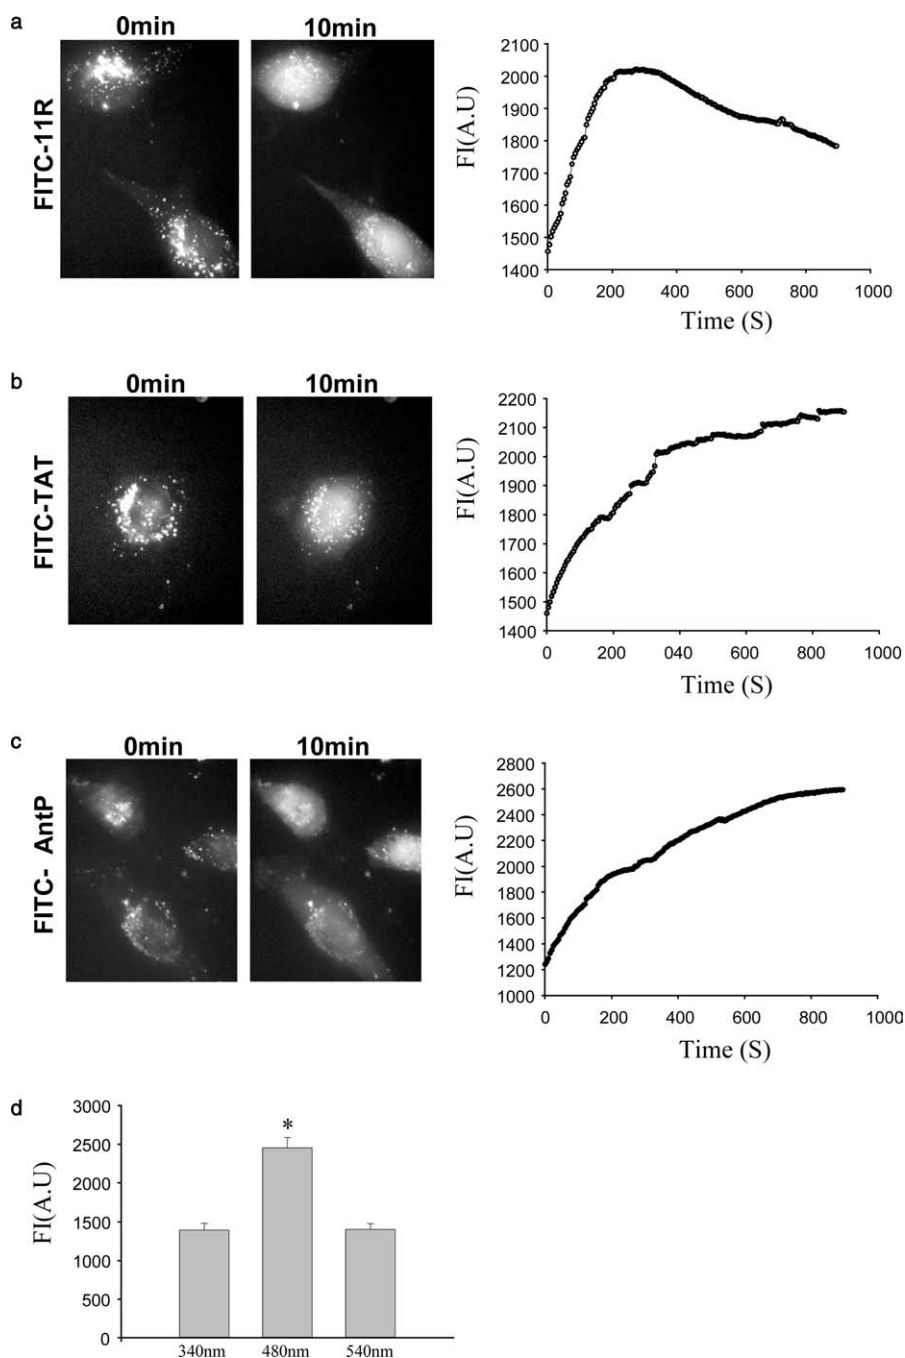 a
0min 10min
FITC-11R
FI(A.U)
2100
2000
1900
1800
1700
1600
1500
1400
0 200 400 600 800 1000
Time (S)
b
0min 10min
FITC-TAT
FI(A.U)
2200
2100
2000
1900
1800
1700
1600
1500
1400
0 200 040 600 800 1000
Time (S)
c
0min 10min
FITC- AntP
FI(A.U)
2800
2600
2400
2200
2000
1800
1600
1400
1200
1000
0 200 400 600 800 1000
Time (S)
d
FI(A.U)
3000
2500
2000
1500
1000
500
0
*
340nm 480nm 540nm